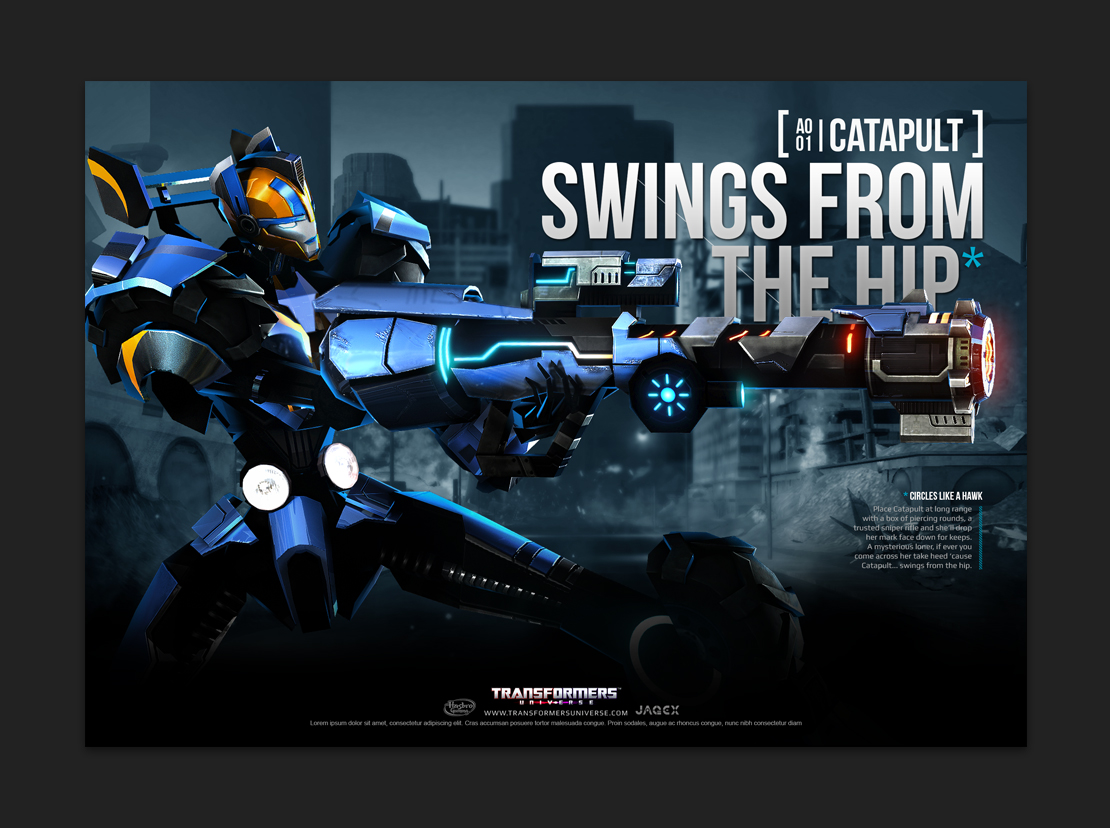 [ A0 01 | CATAPULT ]
SWINGS FROM
THE HIP*
* CIRCLES LIKE A HAWK
Place Catapult at long range
with a box of piercing rounds, a
trusted sniper rifle and she'll drop
her mark face down for keeps.
A mysterious loner, if ever you
come across her take heed 'cause
Catapult... swings from the hip.
TRANSFORMERS™
UNIVERSE
Hasbro
WWW.TRANSFORMERSUNIVERSE.COM
JAGEX
Lorem ipsum dolor sit amet, consectetur adipiscing elit. Cras accumsan posuere tortor malesuada congue. Proin sodales, augue ac rhoncus congue, nunc nibh consectetur diam